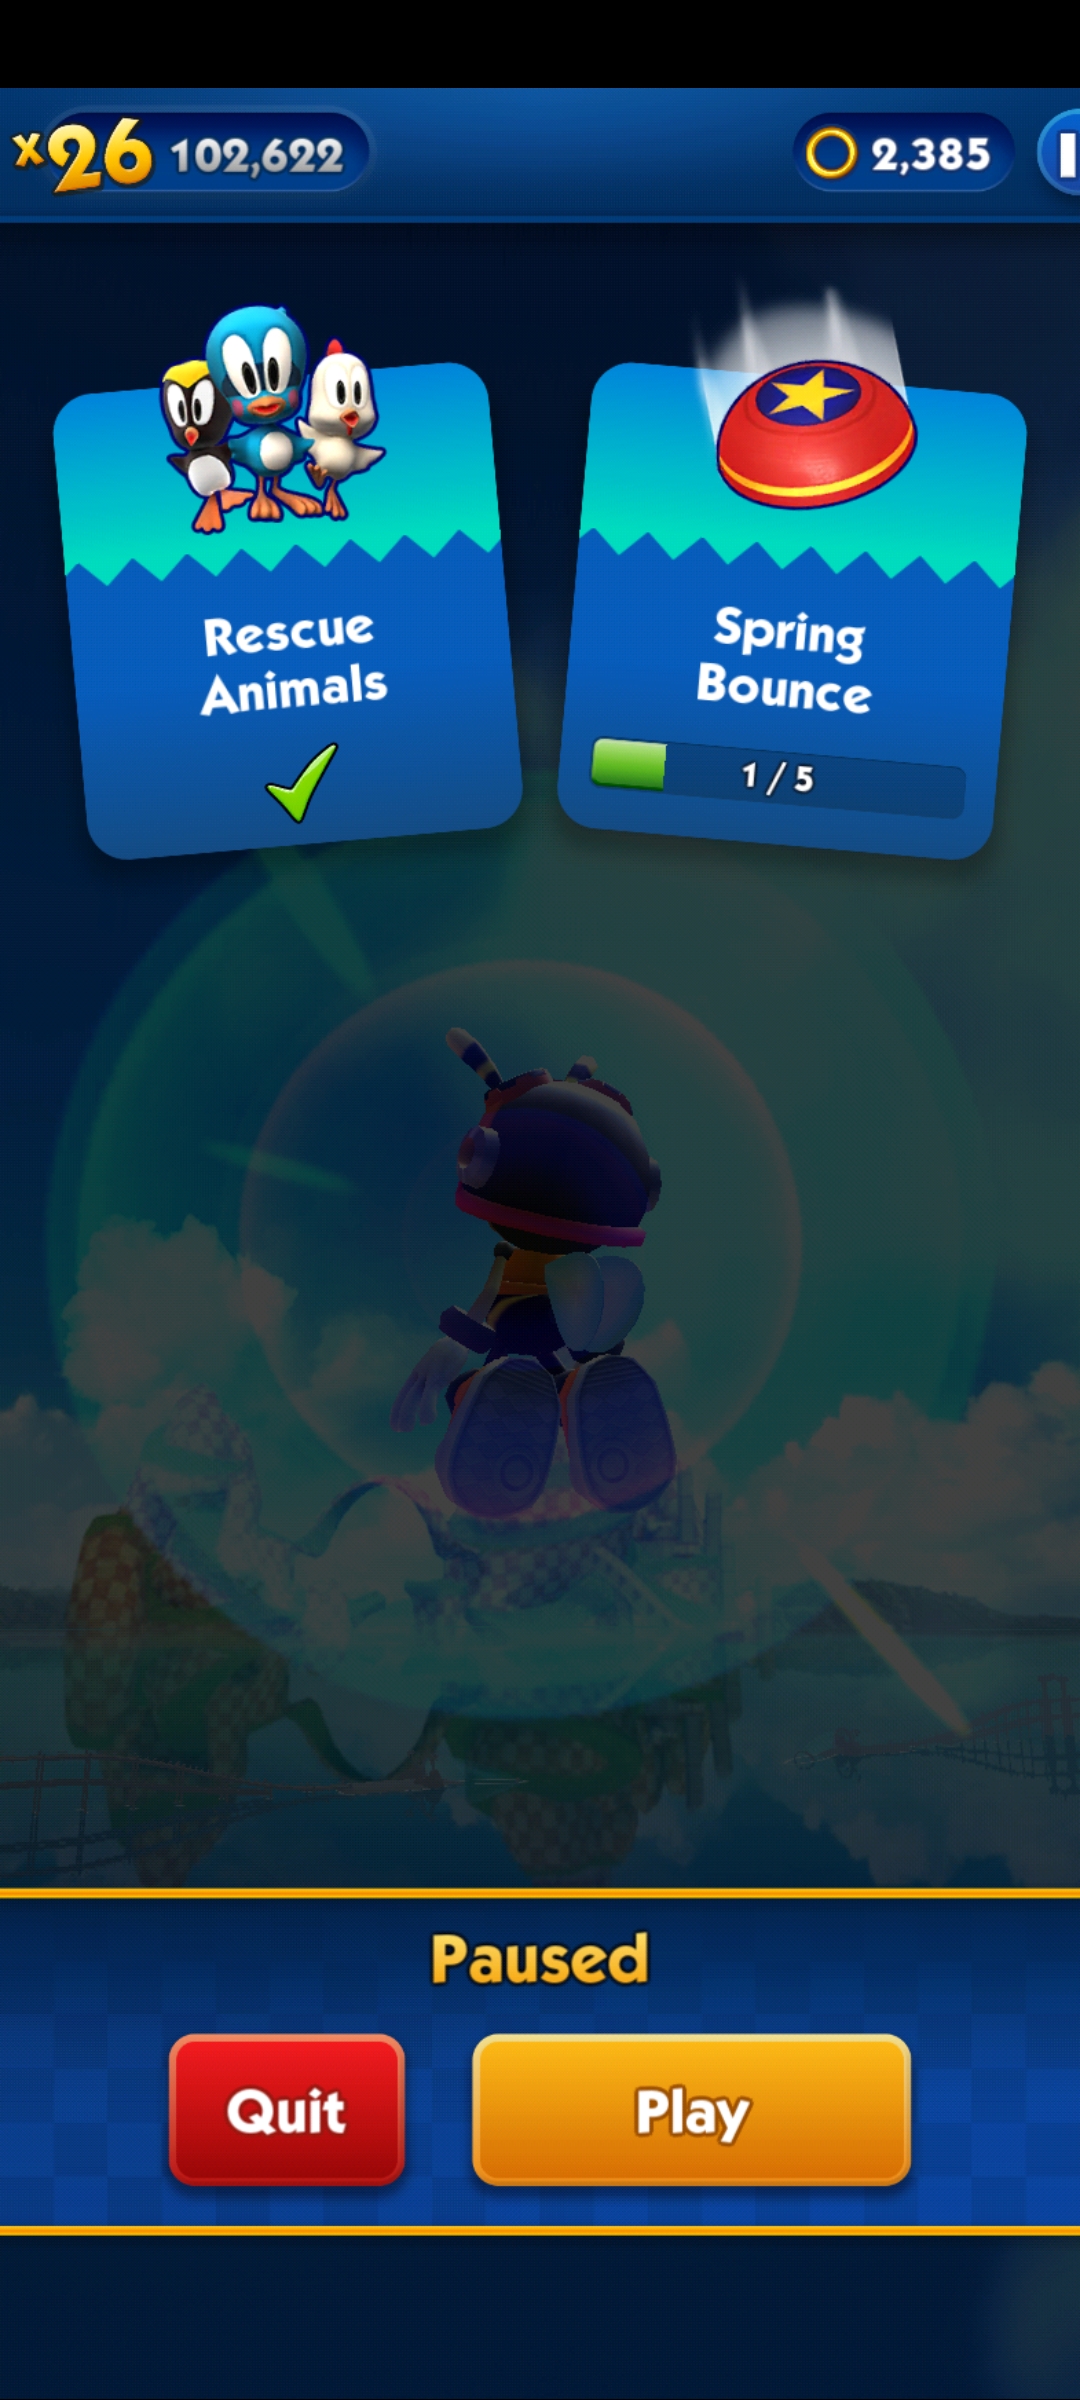 x26 102,622
2,385
Rescue
Animals
Spring
Bounce
1 / 5
Paused
Quit
Play